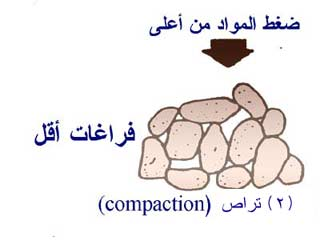 ضغط المواد من أعلى
فراغات أقل
(٢) تراص (compaction)